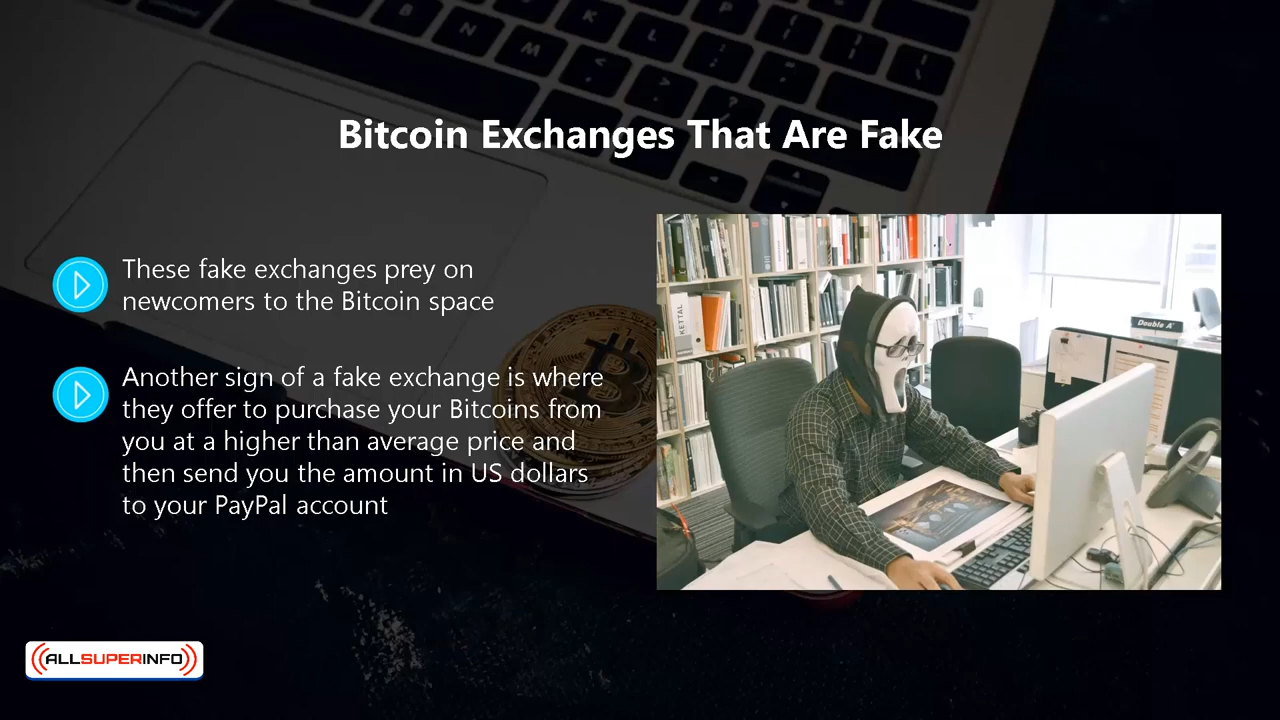 Bitcoin Exchanges That Are Fake
These fake exchanges prey on
newcomers to the Bitcoin space
Another sign of a fake exchange is where
they offer to purchase your Bitcoins from
you at a higher than average price and
then send you the amount in US dollars
to your PayPal account
KETTAL
Double A
ALLSUPERINFO